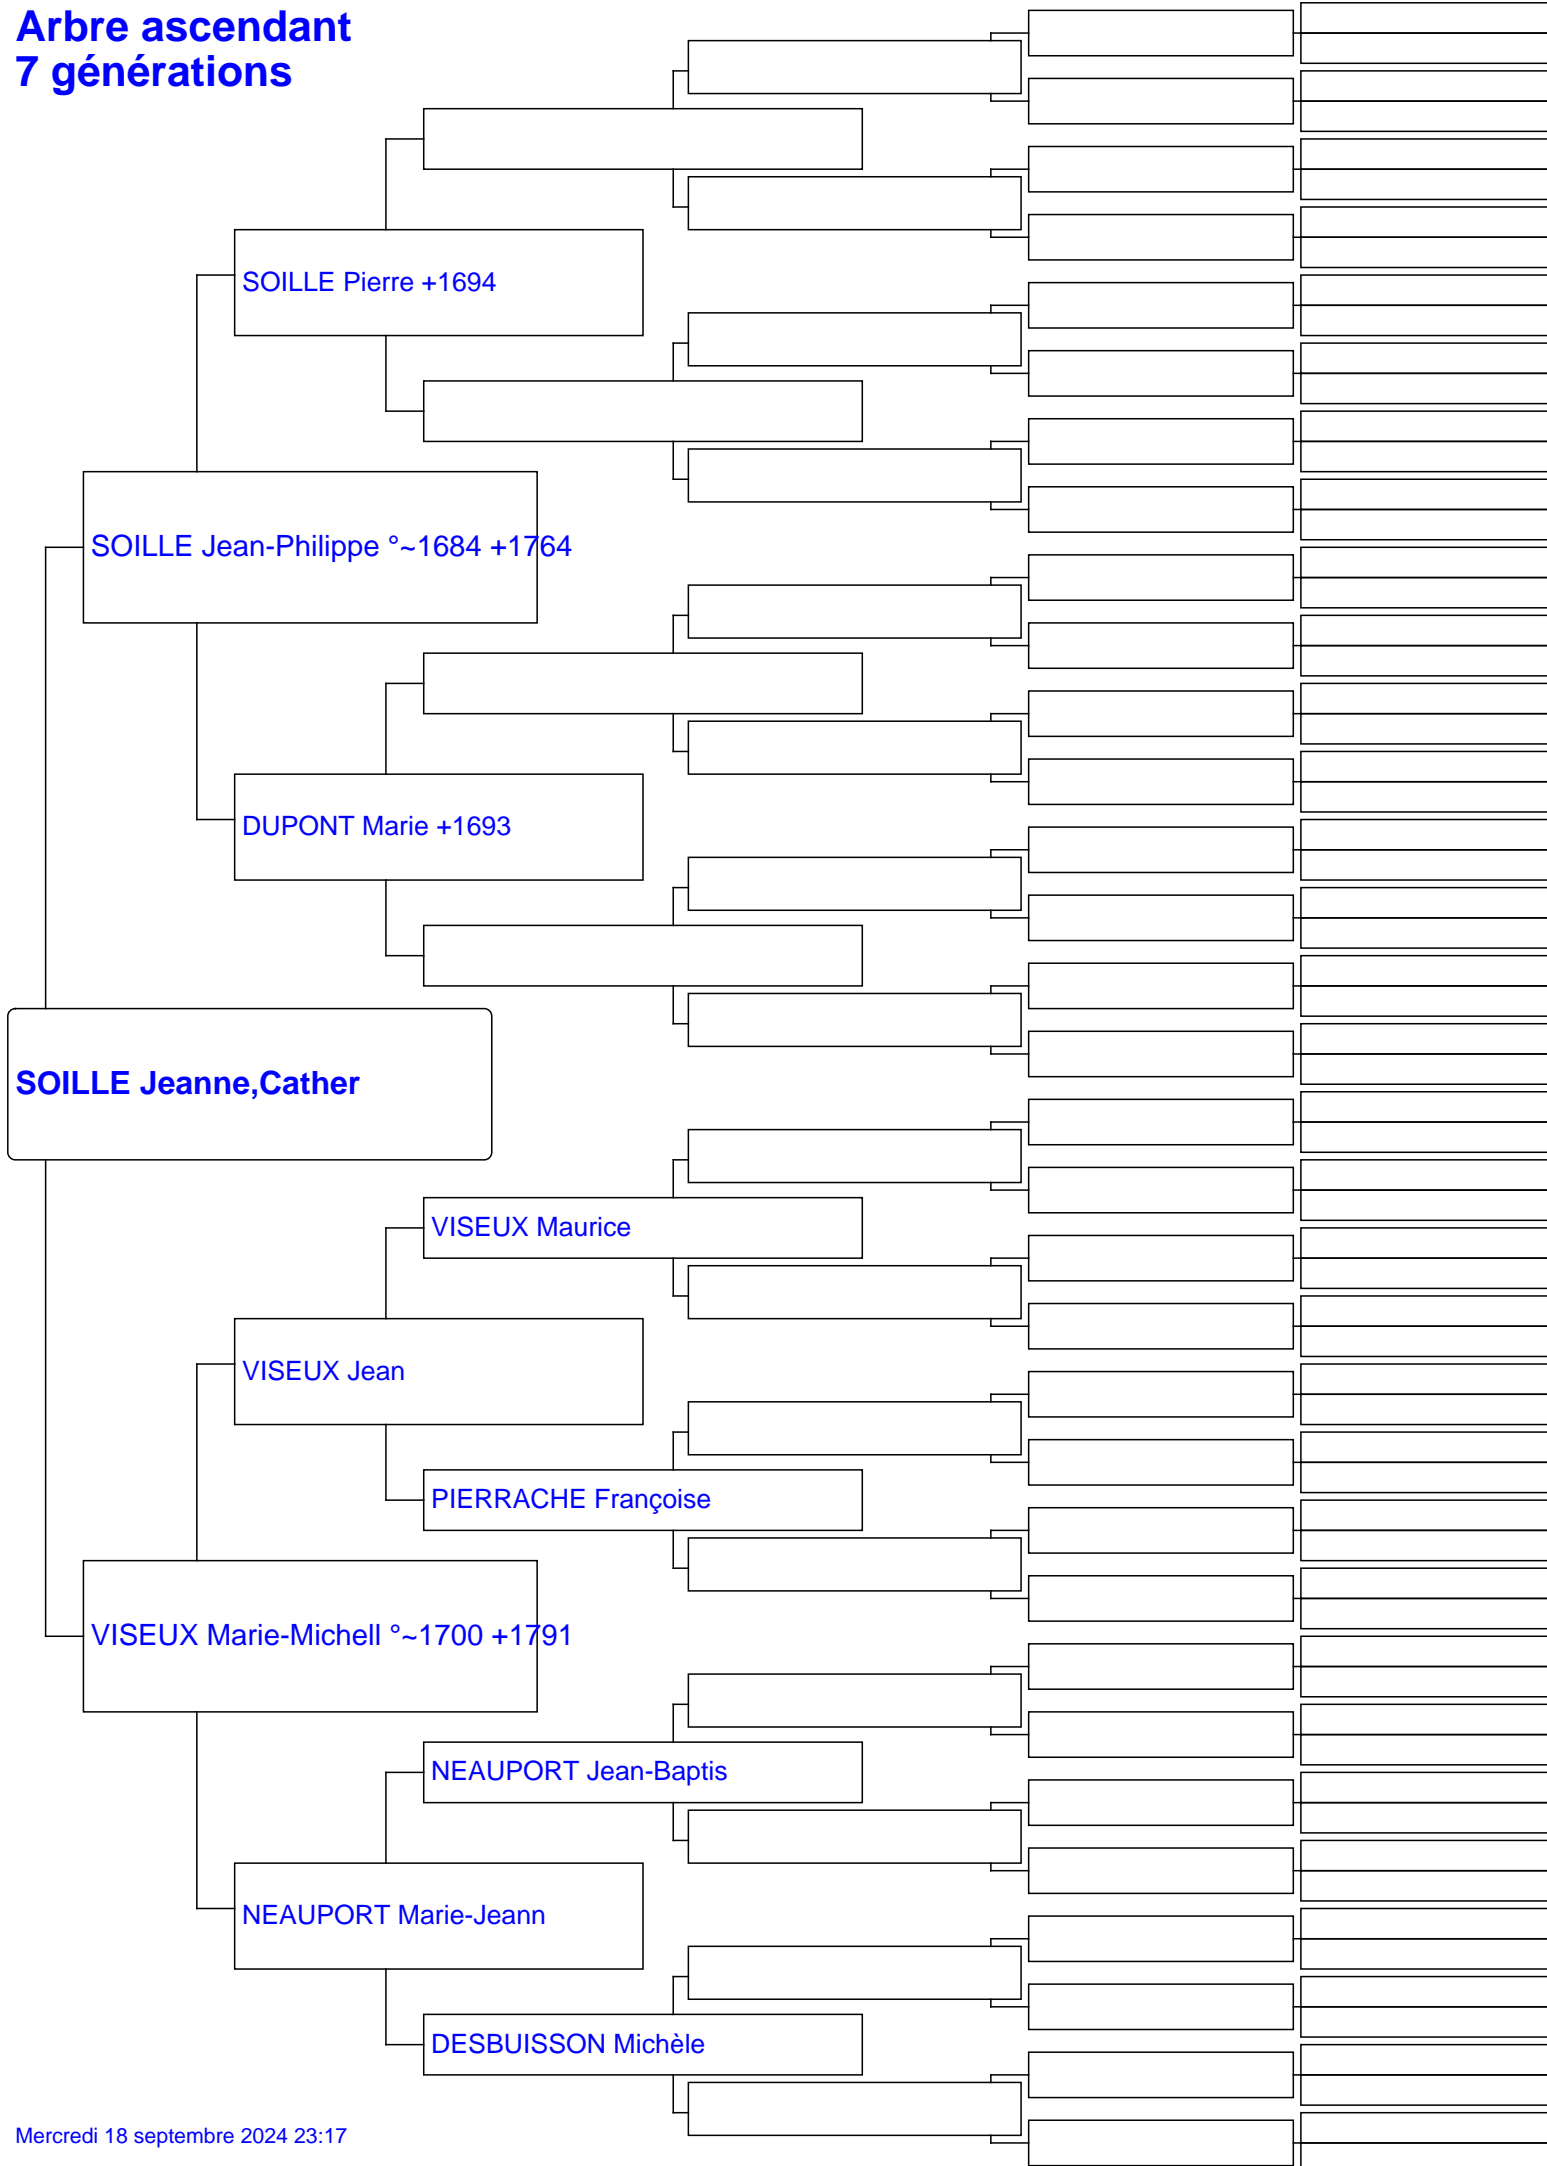 Arbre ascendant
7 générations
SOILLE Pierre +1694
SOILLE Jean-Philippe °~1684 +1764
DUPONT Marie +1693
SOILLE Jeanne,Cather
VISEUX Maurice
VISEUX Jean
PIERRACHE Françoise
VISEUX Marie-Michell °~1700 +1791
NEAUPORT Jean-Baptis
NEAUPORT Marie-Jeann
DESBUISSON Michèle
Mercredi 18 septembre 2024 23:17